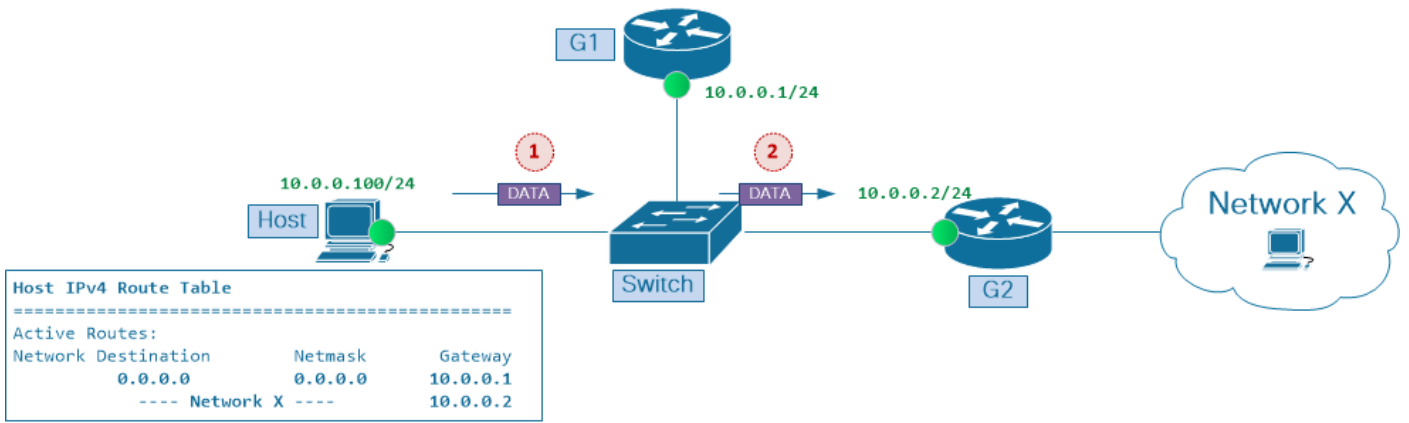 G1
10.0.0.1/24
1
2
10.0.0.100/24
DATA
DATA
10.0.0.2/24
Network X
Host
Switch
G2
Host IPv4 Route Table
==================================================
Active Routes:
Network Destination Netmask Gateway
0.0.0.0 0.0.0.0 10.0.0.1
---- Network X ---- 10.0.0.2